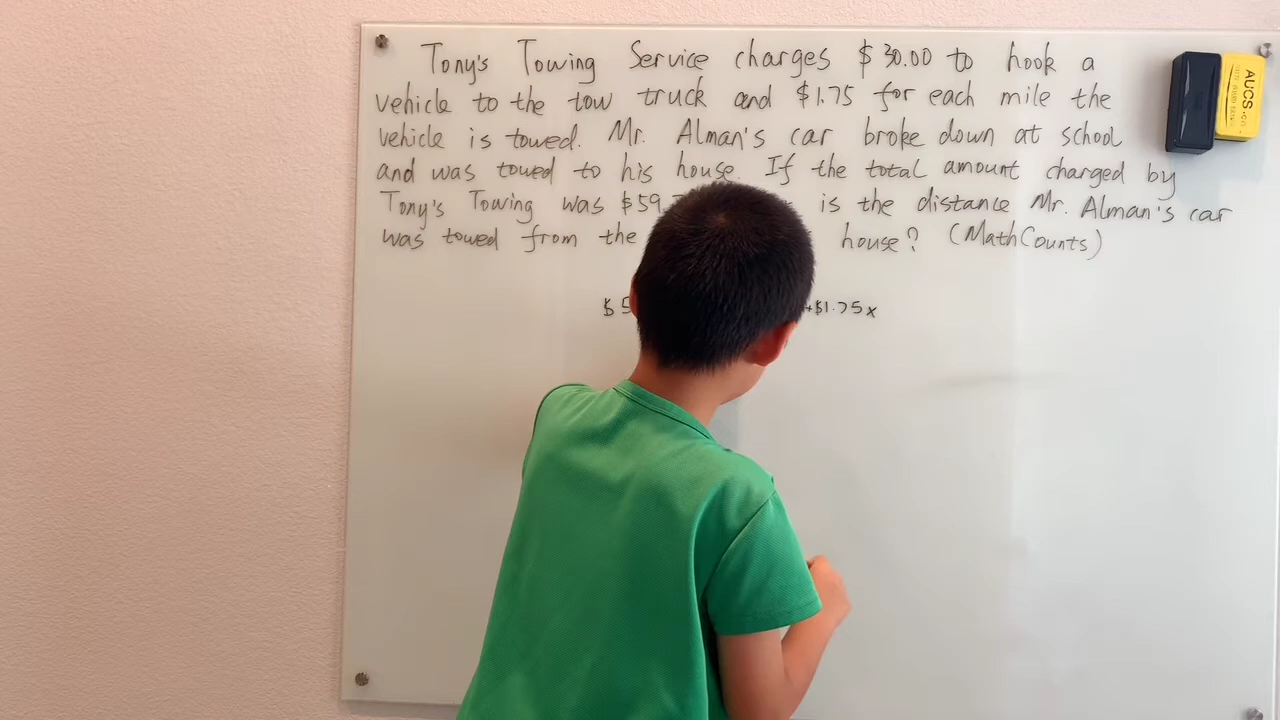 Tony's Towing Service charges $30.00 to hook a
vehicle to the tow truck and $1.75 for each mile the
vehicle is towed. Mr. Alman's car broke down at school
and was towed to his house. If the total amount charged by
Tony's Towing was $59. is the distance Mr. Alman's car
was towed from the house? (MathCounts)
$5 +$1.75x
AUCS